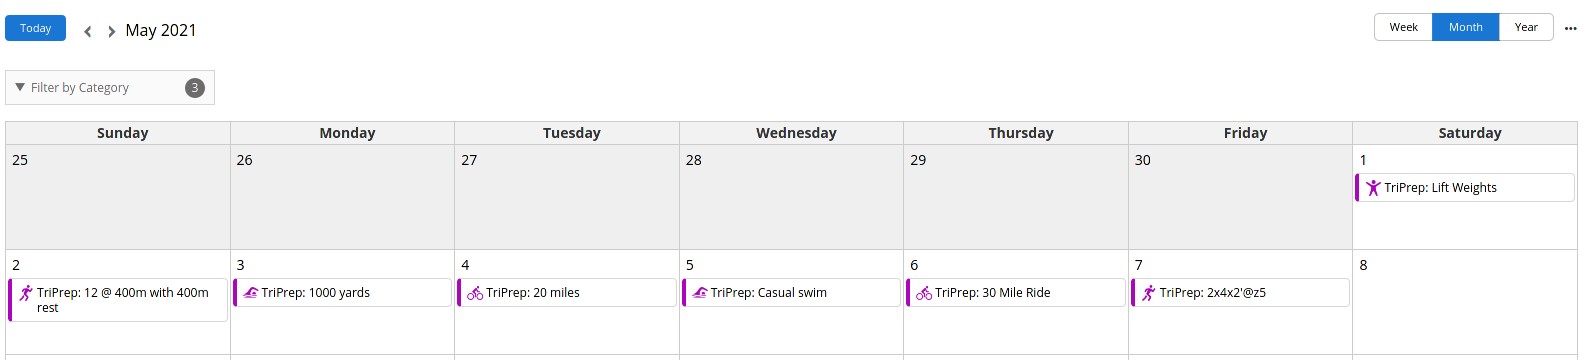 Today
May 2021
Week Month Year
Filter by Category 3
Sunday Monday Tuesday Wednesday Thursday Friday Saturday
25 26 27 28 29 30 1
TriPrep: Lift Weights
2 3 4 5 6 7 8
TriPrep: 12 @ 400m with 400m
rest
TriPrep: 1000 yards
TriPrep: 20 miles
TriPrep: Casual swim
TriPrep: 30 Mile Ride
TriPrep: 2x4x2'@z5